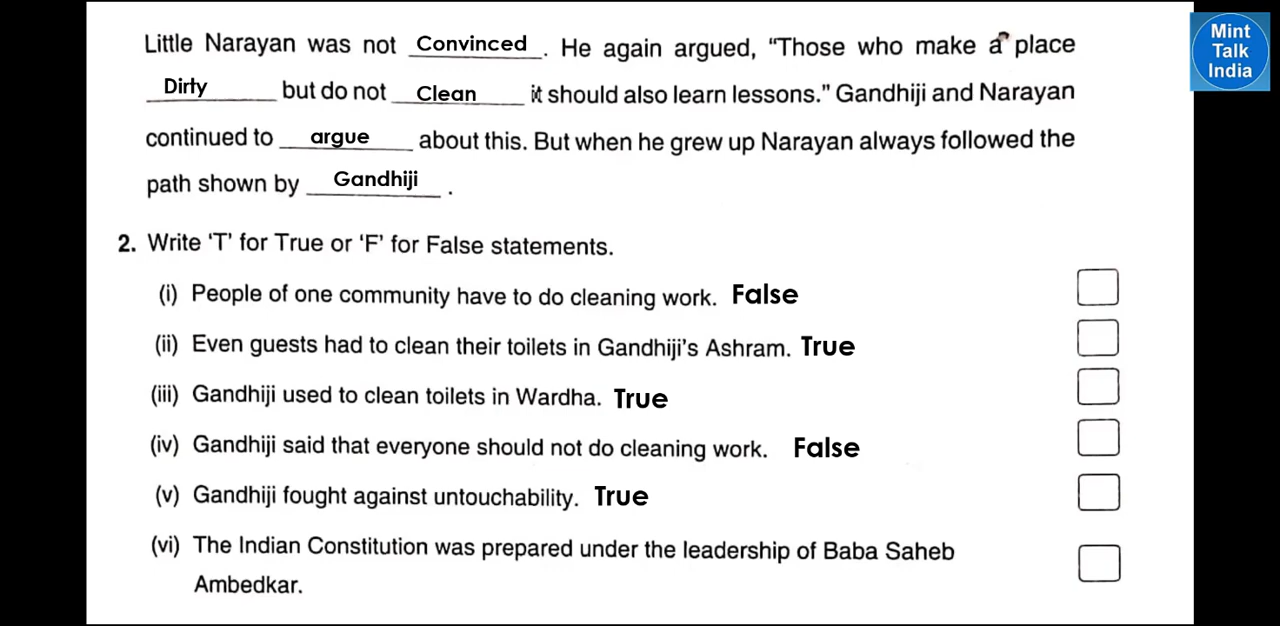 Little Narayan was not Convinced. He again argued, “Those who make a place
Dirty but do not Clean it should also learn lessons.” Gandhiji and Narayan
continued to argue about this. But when he grew up Narayan always followed the
path shown by Gandhiji.
2. Write ‘T’ for True or ‘F’ for False statements.
(i) People of one community have to do cleaning work. False
(ii) Even guests had to clean their toilets in Gandhiji’s Ashram. True
(iii) Gandhiji used to clean toilets in Wardha. True
(iv) Gandhiji said that everyone should not do cleaning work. False
(v) Gandhiji fought against untouchability. True
(vi) The Indian Constitution was prepared under the leadership of Baba Saheb
Ambedkar.
Mint
Talk
India